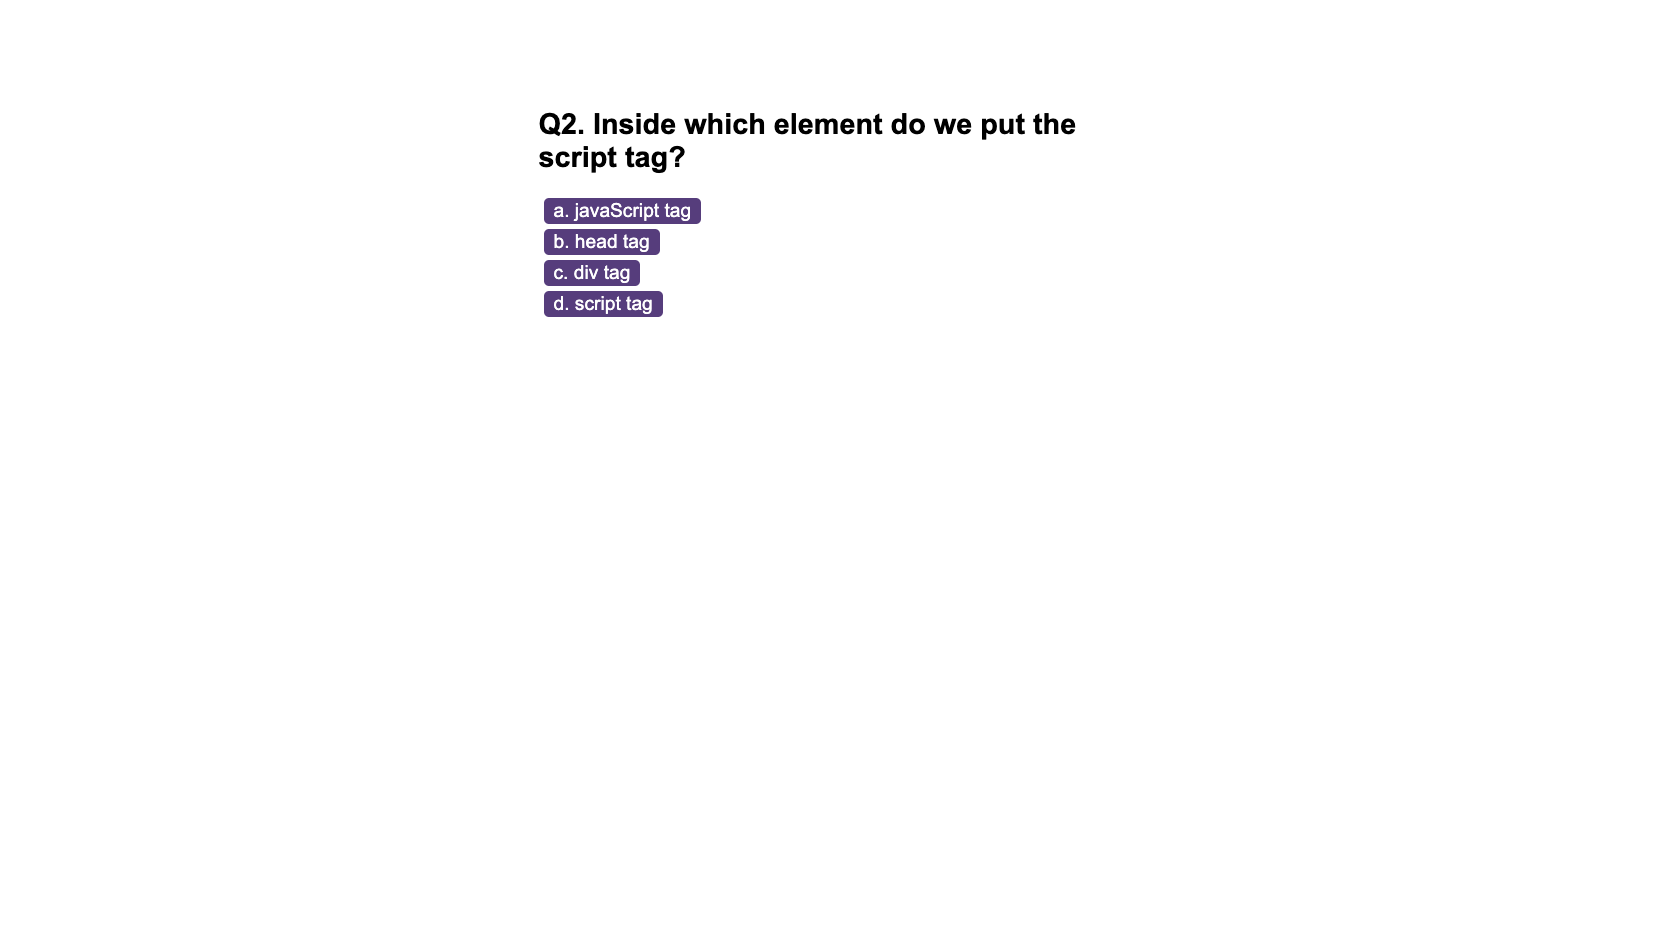 Q2. Inside which element do we put the
script tag?
a. javaScript tag
b. head tag
c. div tag
d. script tag